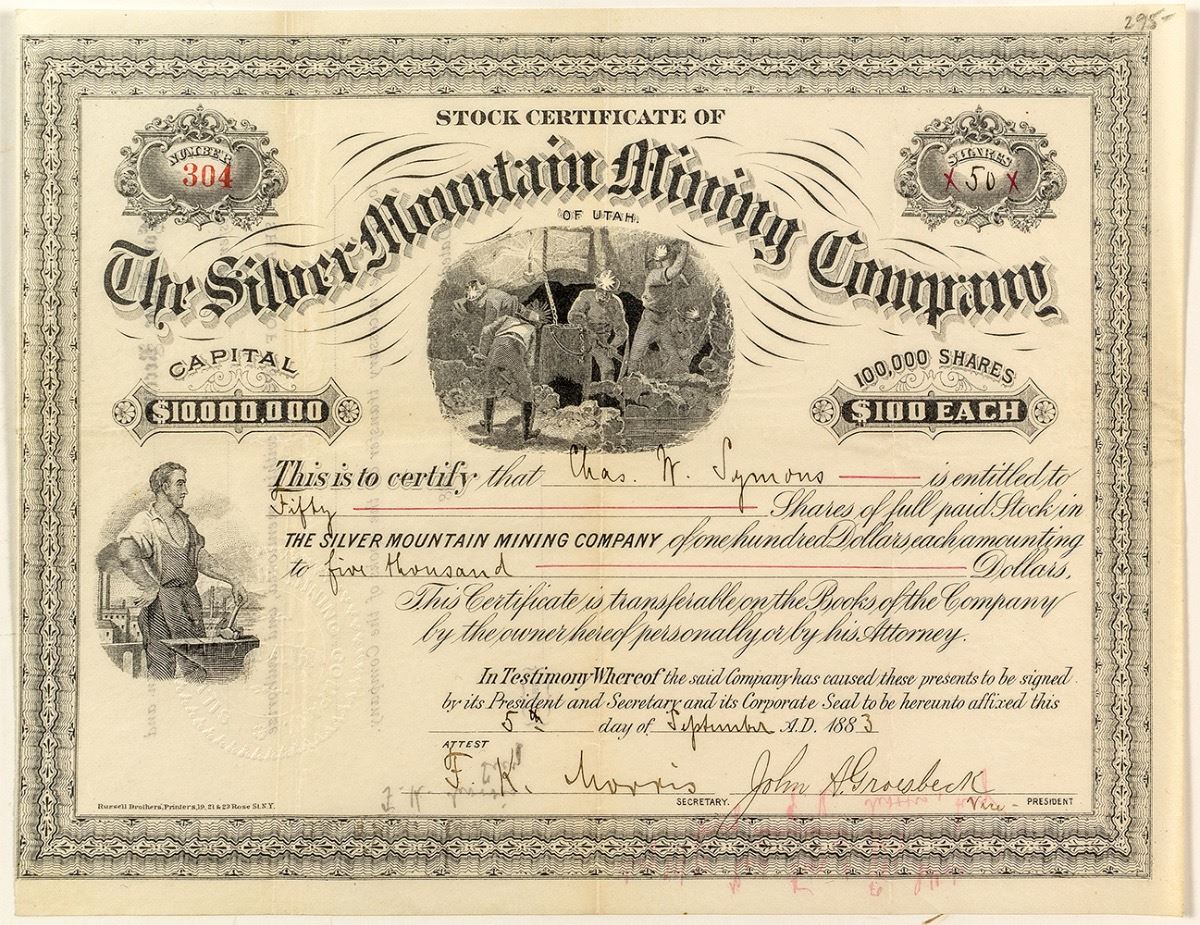 295-
STOCK CERTIFICATE OF
NUMBER
304
SHARES
X 50 X
The Silver Mountain Mining Company
OF UTAH.
CAPITAL
$10,000,000
100,000 SHARES
$100 EACH
This is to certify that Chas. W. Symons is entitled to
Fifty Shares of full paid Stock in
THE SILVER MOUNTAIN MINING COMPANY of one hundred Dollars each amounting
to five thousand Dollars.
This Certificate is transferable on the Books of the Company
by the owner hereof personally or by his Attorney.
In Testimony Whereof the said Company has caused these presents to be signed
by its President and Secretary and its Corporate Seal to be hereunto affixed this
5th day of September A.D. 1883
ATTEST
F. K. Morris
SECRETARY.
John A Groesbeck
Vice - PRESIDENT
Russell Brothers, Printers, 19, 21 & 23 Rose St. N.Y.